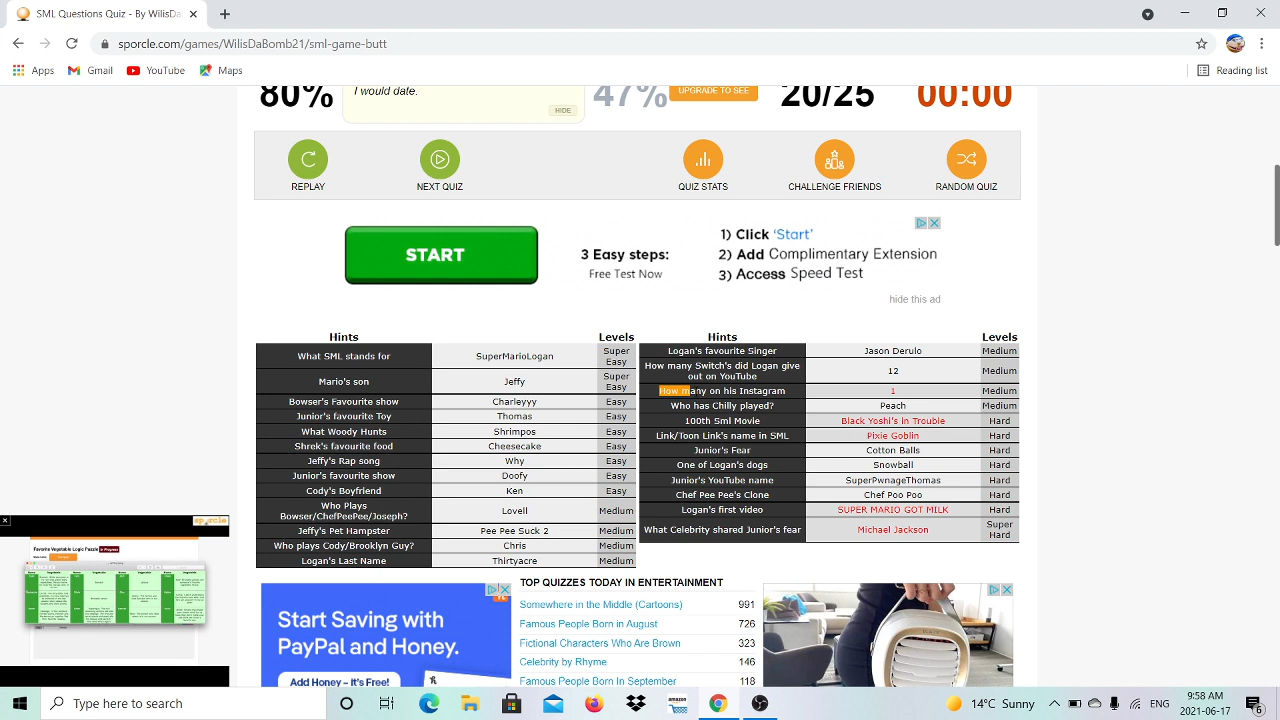 SML Quiz - By WilisBomb21
sporcle.com/games/WilisBomb21/smg-butt
Apps
Gmail
YouTube
Maps
Reading list
80%
I would date.
HIDE
47%
UPGRADE TO SEE
20/25
00:00
REPLAY
NEXT QUIZ
QUIZ STATS
CHALLENGE FRIENDS
RANDOM QUIZ
START
3 Easy steps:
Free Test Now
1) Click 'Start'
2) Add Complimentary Extension
3) Access Speed Test
hide this ad
Hints Levels
What SML stands for SuperMarioLogan Super Easy
Mario's son Jeffy Super Easy
Bowser's Favourite show Charleyyy Easy
Junior's favourite Toy Thomas Easy
What Woody Hunts Shrimpos Easy
Shrek's favourite food Cheesecake Easy
Jeffy's Rap song Why Easy
Junior's favourite show Doofy Easy
Cody's Boyfriend Ken Easy
Who Plays
Bowser/ChefPeePee/Joseph? Lovell Medium
Jeffy's Pet Hampster Pee Pee Suck 2 Medium
Who plays Cody/Brooklyn Guy? Chris Medium
Logan's Last Name Thirtyacre Medium
Hints Levels
Logan's favourite Singer Jason Derulo Medium
How many Switch's did Logan give
out on YouTube 12 Medium
How many on his Instagram 1 Medium
Who has Chilly played? Peach Medium
100th Sml Movie Black Yoshi's in Trouble Hard
Link/Toon Link's name in SML Pixie Goblin Hard
Junior's Fear Cotton Balls Hard
One of Logan's dogs Snowball Hard
Junior's YouTube name SuperPwnageThomas Hard
Chef Pee Pee's Clone Chef Poo Poo Hard
Logan's first video SUPER MARIO GOT MILK Hard
What Celebrity shared Junior's fear Michael Jackson Super Hard
sporcle
Favorite Vegetable Logic Puzzle
Start Saving with
PayPal and Honey.
Add Honey – It's Free!
TOP QUIZZES TODAY IN ENTERTAINMENT
Somewhere in the Middle (Cartoons)
Famous People Born in August 726
Fictional Characters Who Are Brown 323
Celebrity by Rhyme 146
Famous People Born In September 118
Type here to search
amazon
14°C Sunny
ENG
9:58 AM
2021-06-17
6